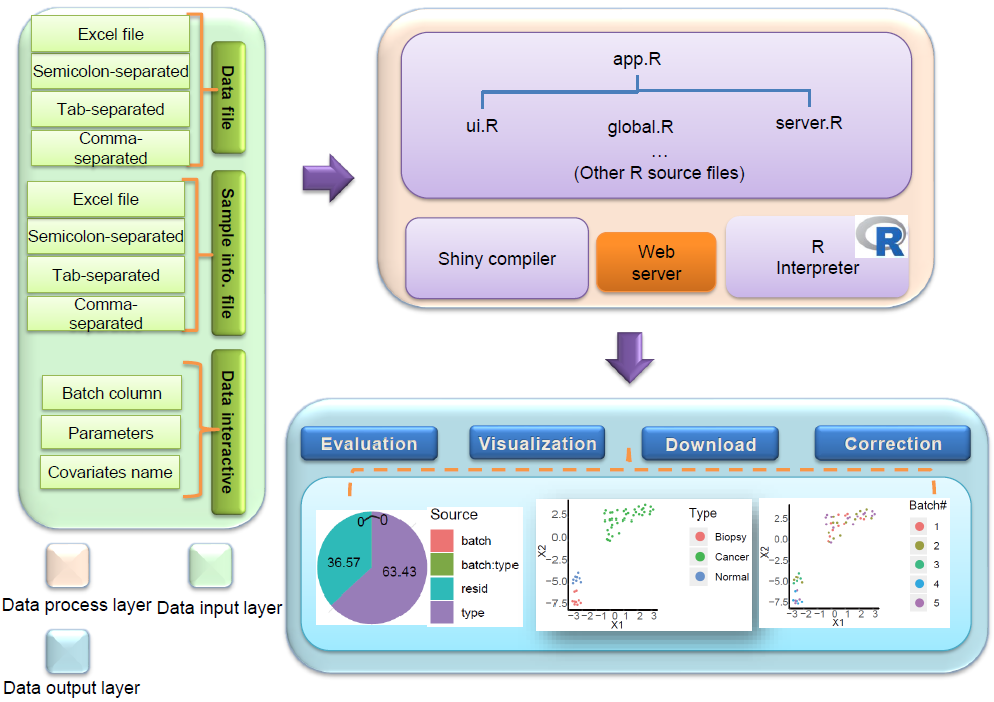 Excel file
Semicolon-separated
Tab-separated
Comma-
separated
Data file
Excel file
Semicolon-separated
Tab-separated
Comma-
separated
Sample info. file
Batch column
Parameters
Covariates name
Data interactive
Data process layer
Data input layer
Data output layer
app.R
ui.R
global.R
server.R
...
(Other R source files)
Shiny compiler
Web
server
R
Interpreter
R
Evaluation
Visualization
Download
Correction
0
0
36.57
63.43
Source
batch
batch:type
resid
type
X2
2.5
0.0
−2.5
−5.0
−7.5
−3 −2 −1 0 1 2 3
X1
Type
Biopsy
Cancer
Normal
X2
2.5
0.0
−2.5
−5.0
−7.5
−3 −2 −1 0 1 2 3
X1
Batch#
1
2
3
4
5